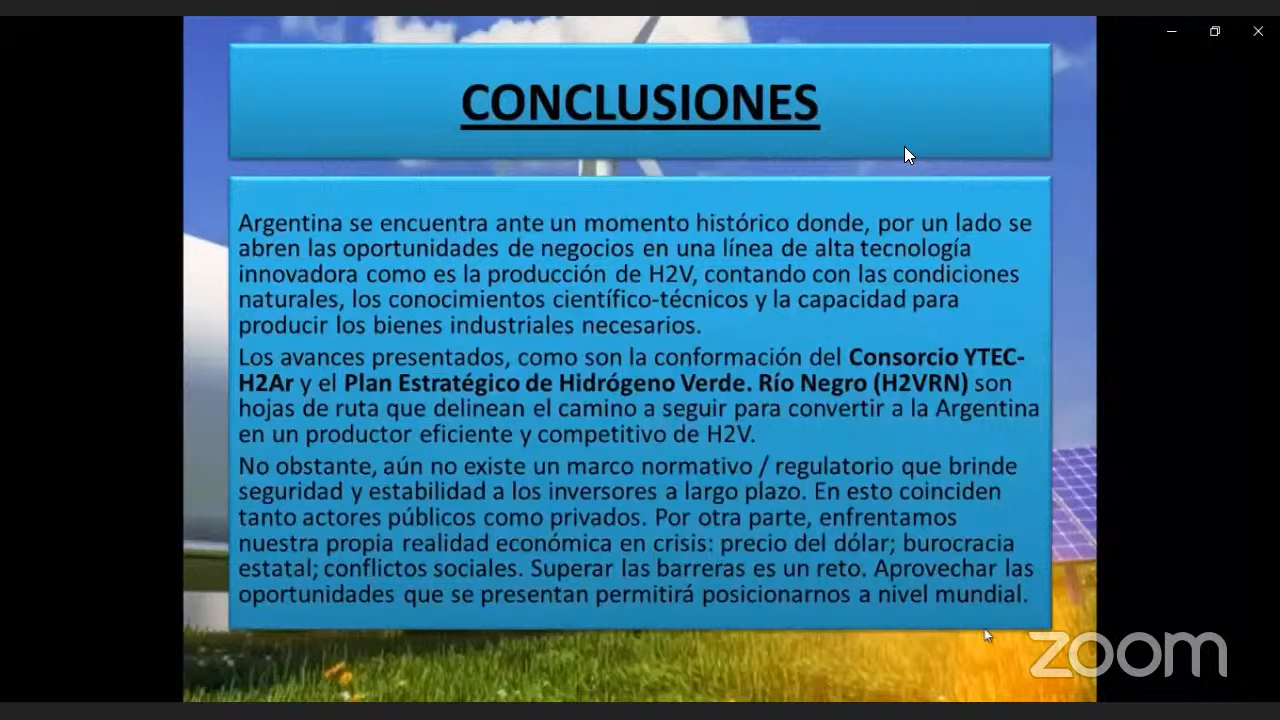 CONCLUSIONES
Argentina se encuentra ante un momento histórico donde, por un lado se
abren las oportunidades de negocios en una línea de alta tecnología
innovadora como es la producción de H2V, contando con las condiciones
naturales, los conocimientos científico-técnicos y la capacidad para
producir los bienes industriales necesarios.
Los avances presentados, como son la conformación del Consorcio YTEC-
H2Ar y el Plan Estratégico de Hidrógeno Verde. Río Negro (H2VRN) son
hojas de ruta que delinean el camino a seguir para convertir a la Argentina
en un productor eficiente y competitivo de H2V.
No obstante, aún no existe un marco normativo / regulatorio que brinde
seguridad y estabilidad a los inversores a largo plazo. En esto coinciden
tanto actores públicos como privados. Por otra parte, enfrentamos
nuestra propia realidad económica en crisis: precio del dólar; burocracia
estatal; conflictos sociales. Superar las barreras es un reto. Aprovechar las
oportunidades que se presentan permitirá posicionarnos a nivel mundial.
zoom